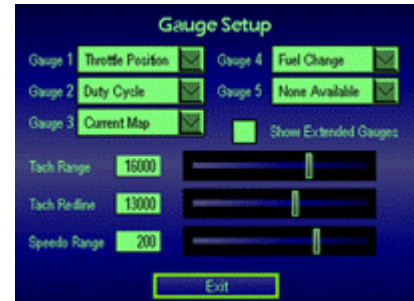 Gauge Setup
Gauge 1 Throttle Position Gauge 4 Fuel Change
Gauge 2 Duty Cycle Gauge 5 None Available
Gauge 3 Current Map Show Extended Gauges
Tach Range 16000
Tach Redline 13000
Speedo Range 200
Exit